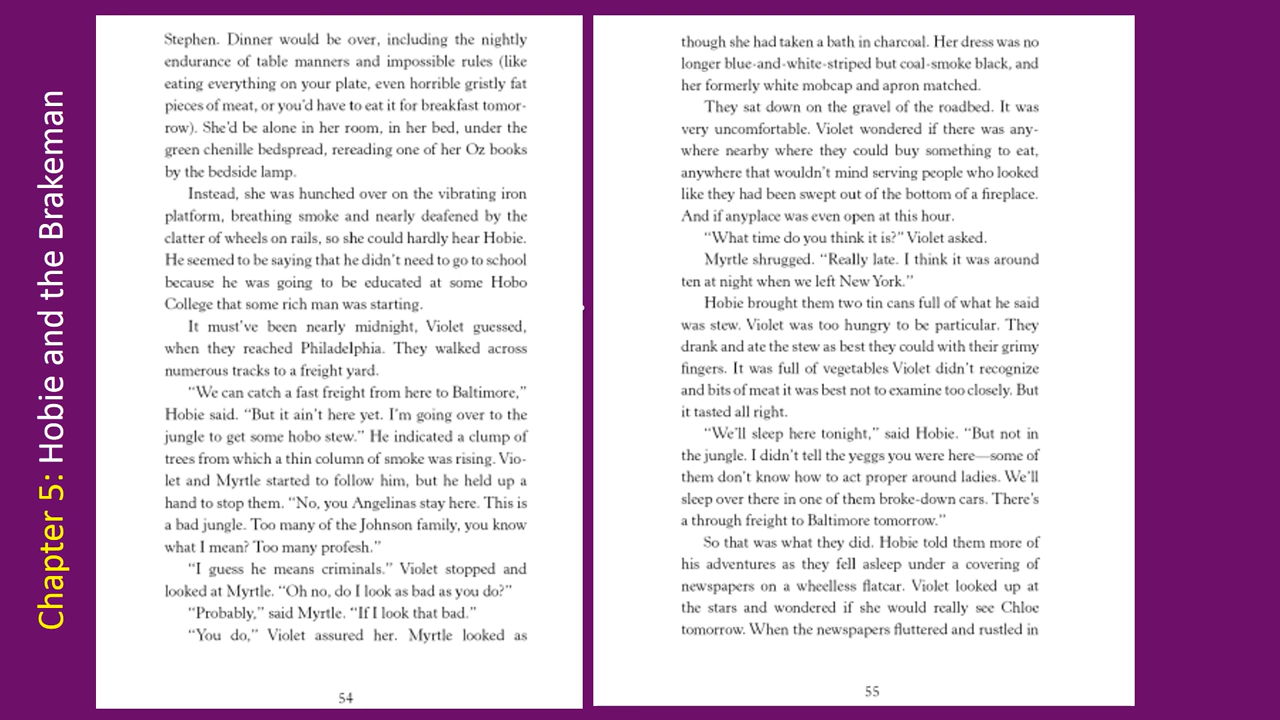 Chapter 5: Hobie and the Brakeman
Stephen. Dinner would be over, including the nightly
endurance of table manners and impossible rules (like
eating everything on your plate, even horrible gristly fat
pieces of meat, or you'd have to eat it for breakfast tomor-
row). She'd be alone in her room, in her bed, under the
green chenille bedspread, rereading one of her Oz books
by the bedside lamp.
Instead, she was hunched over on the vibrating iron
platform, breathing smoke and nearly deafened by the
clatter of wheels on rails, so she could hardly hear Hobie.
He seemed to be saying that he didn't need to go to school
because he was going to be educated at some Hobo
College that some rich man was starting.
It must've been nearly midnight, Violet guessed,
when they reached Philadelphia. They walked across
numerous tracks to a freight yard.
"We can catch a fast freight from here to Baltimore,"
Hobie said. "But it ain't here yet. I'm going over to the
jungle to get some hobo stew." He indicated a clump of
trees from which a thin column of smoke was rising. Vio-
let and Myrtle started to follow him, but he held up a
hand to stop them. "No, you Angelinas stay here. This is
a bad jungle. Too many of the Johnson family, you know
what I mean? Too many profesh."
"I guess he means criminals." Violet stopped and
looked at Myrtle. "Oh no, do I look as bad as you do?"
"Probably," said Myrtle. "If I look that bad."
"You do," Violet assured her. Myrtle looked as
54
though she had taken a bath in charcoal. Her dress was no
longer blue-and-white-striped but coal-smoke black, and
her formerly white mobcap and apron matched.
They sat down on the gravel of the roadbed. It was
very uncomfortable. Violet wondered if there was any-
where nearby where they could buy something to eat,
anywhere that wouldn't mind serving people who looked
like they had been swept out of the bottom of a fireplace.
And if anyplace was even open at this hour.
"What time do you think it is?" Violet asked.
Myrtle shrugged. "Really late. I think it was around
ten at night when we left New York."
Hobie brought them two tin cans full of what he said
was stew. Violet was too hungry to be particular. They
drank and ate the stew as best they could with their grimy
fingers. It was full of vegetables Violet didn't recognize
and bits of meat it was best not to examine too closely. But
it tasted all right.
"We'll sleep here tonight," said Hobie. "But not in
the jungle. I didn't tell the yeggs you were here—some of
them don't know how to act proper around ladies. We'll
sleep over there in one of them broke-down cars. There's
a through freight to Baltimore tomorrow."
So that was what they did. Hobie told them more of
his adventures as they fell asleep under a covering of
newspapers on a wheelless flatcar. Violet looked up at
the stars and wondered if she would really see Chloe
tomorrow. When the newspapers fluttered and rustled in
55